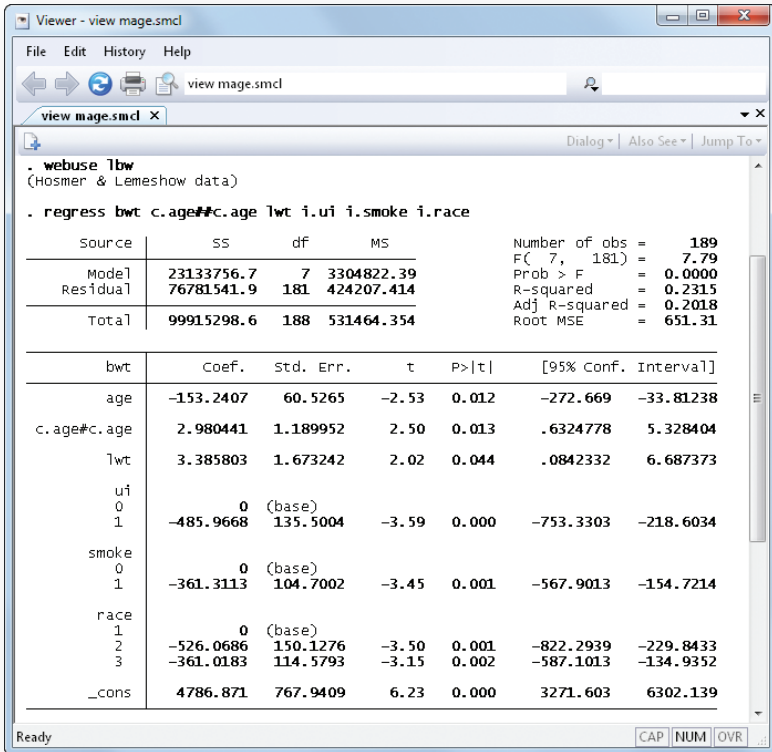 Viewer - view mage.smcl
File Edit History Help
view mage.smcl
view mage.smcl X
Dialog Also See Jump To
. webuse lbw
(Hosmer & Lemeshow data)
. regress bwt c.age##c.age lwt i.ui i.smoke i.race
Source SS df MS Number of obs = 189
F( 7, 181) = 7.79
Model 23133756.7 7 3304822.39 Prob > F = 0.0000
Residual 76781541.9 181 424207.414 R-squared = 0.2315
Adj R-squared = 0.2018
Total 99915298.6 188 531464.354 Root MSE = 651.31
bwt Coef. Std. Err. t P>|t| [95% Conf. Interval]
age -153.2407 60.5265 -2.53 0.012 -272.669 -33.81238
c.age#c.age 2.980441 1.189952 2.50 0.013 .6324778 5.328404
lwt 3.385803 1.673242 2.02 0.044 .0842332 6.687373
ui
0 0 (base)
1 -485.9668 135.5004 -3.59 0.000 -753.3303 -218.6034
smoke
0 0 (base)
1 -361.3113 104.7002 -3.45 0.001 -567.9013 -154.7214
race
1 0 (base)
2 -526.0686 150.1276 -3.50 0.001 -822.2939 -229.8433
3 -361.0183 114.5793 -3.15 0.002 -587.1013 -134.9352
_cons 4786.871 767.9409 6.23 0.000 3271.603 6302.139
Ready CAP NUM OVR